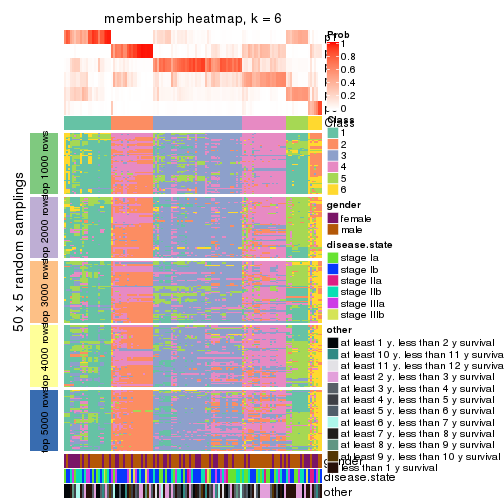 membership heatmap, k = 6
50 x 5 random samplings
top 1000 rows
top 2000 rows
top 3000 rows
top 4000 rows
top 5000 rows
Prob
1
0.8
0.6
0.4
0.2
0
Class
Class
1
2
3
4
5
6
gender
female
male
disease.state
stage Ia
stage Ib
stage IIa
stage IIb
stage IIIa
stage IIIb
other
at least 1 y. less than 2 y survival
at least 10 y. less than 11 y survival
at least 11 y. less than 12 y survival
at least 2 y. less than 3 y survival
at least 3 y. less than 4 y survival
at least 4 y. less than 5 y survival
at least 5 y. less than 6 y survival
at least 6 y. less than 7 y survival
at least 7 y. less than 8 y survival
at least 8 y. less than 9 y survival
at least 9 y. less than 10 y survival
less than 1 y survival
gender
disease.state
other